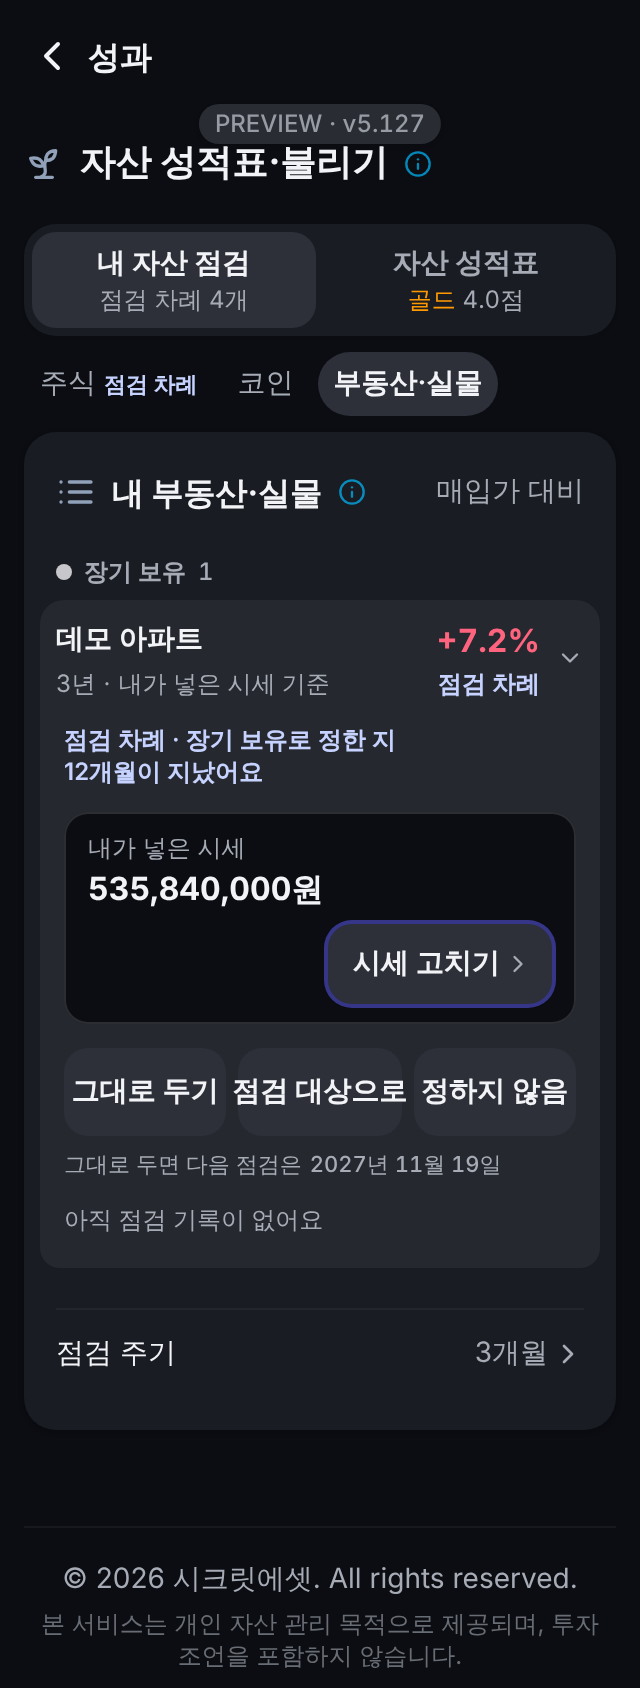 성과
PREVIEW · v5.127
자산 성적표·불리기
내 자산 점검
점검 차례 4개
자산 성적표
골드 4.0점
주식 점검 차례 코인 부동산·실물
내 부동산·실물 매입가 대비
장기 보유 1
데모 아파트 +7.2%
3년 · 내가 넣은 시세 기준 점검 차례
점검 차례 · 장기 보유로 정한 지
12개월이 지났어요
내가 넣은 시세
535,840,000원
시세 고치기
그대로 두기 점검 대상으로 정하지 않음
그대로 두면 다음 점검은 2027년 11월 19일
아직 점검 기록이 없어요
점검 주기 3개월
© 2026 시크릿에셋. All rights reserved.
본 서비스는 개인 자산 관리 목적으로 제공되며, 투자
조언을 포함하지 않습니다.